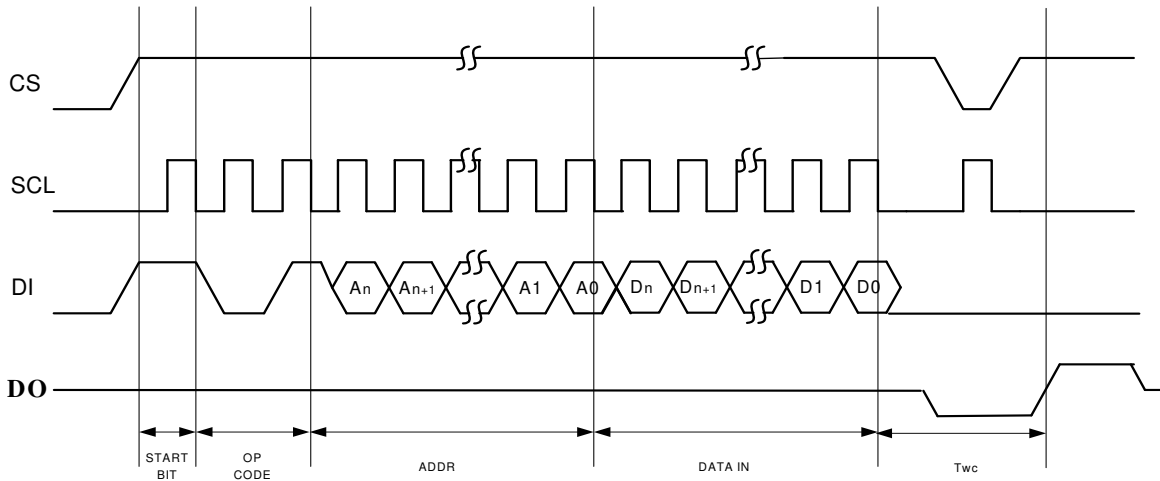 CS
SCL
DI
An An+1 A1 A0 Dn Dn+1 D1 D0
DO
START BIT
OP CODE
ADDR
DATA IN
Twc